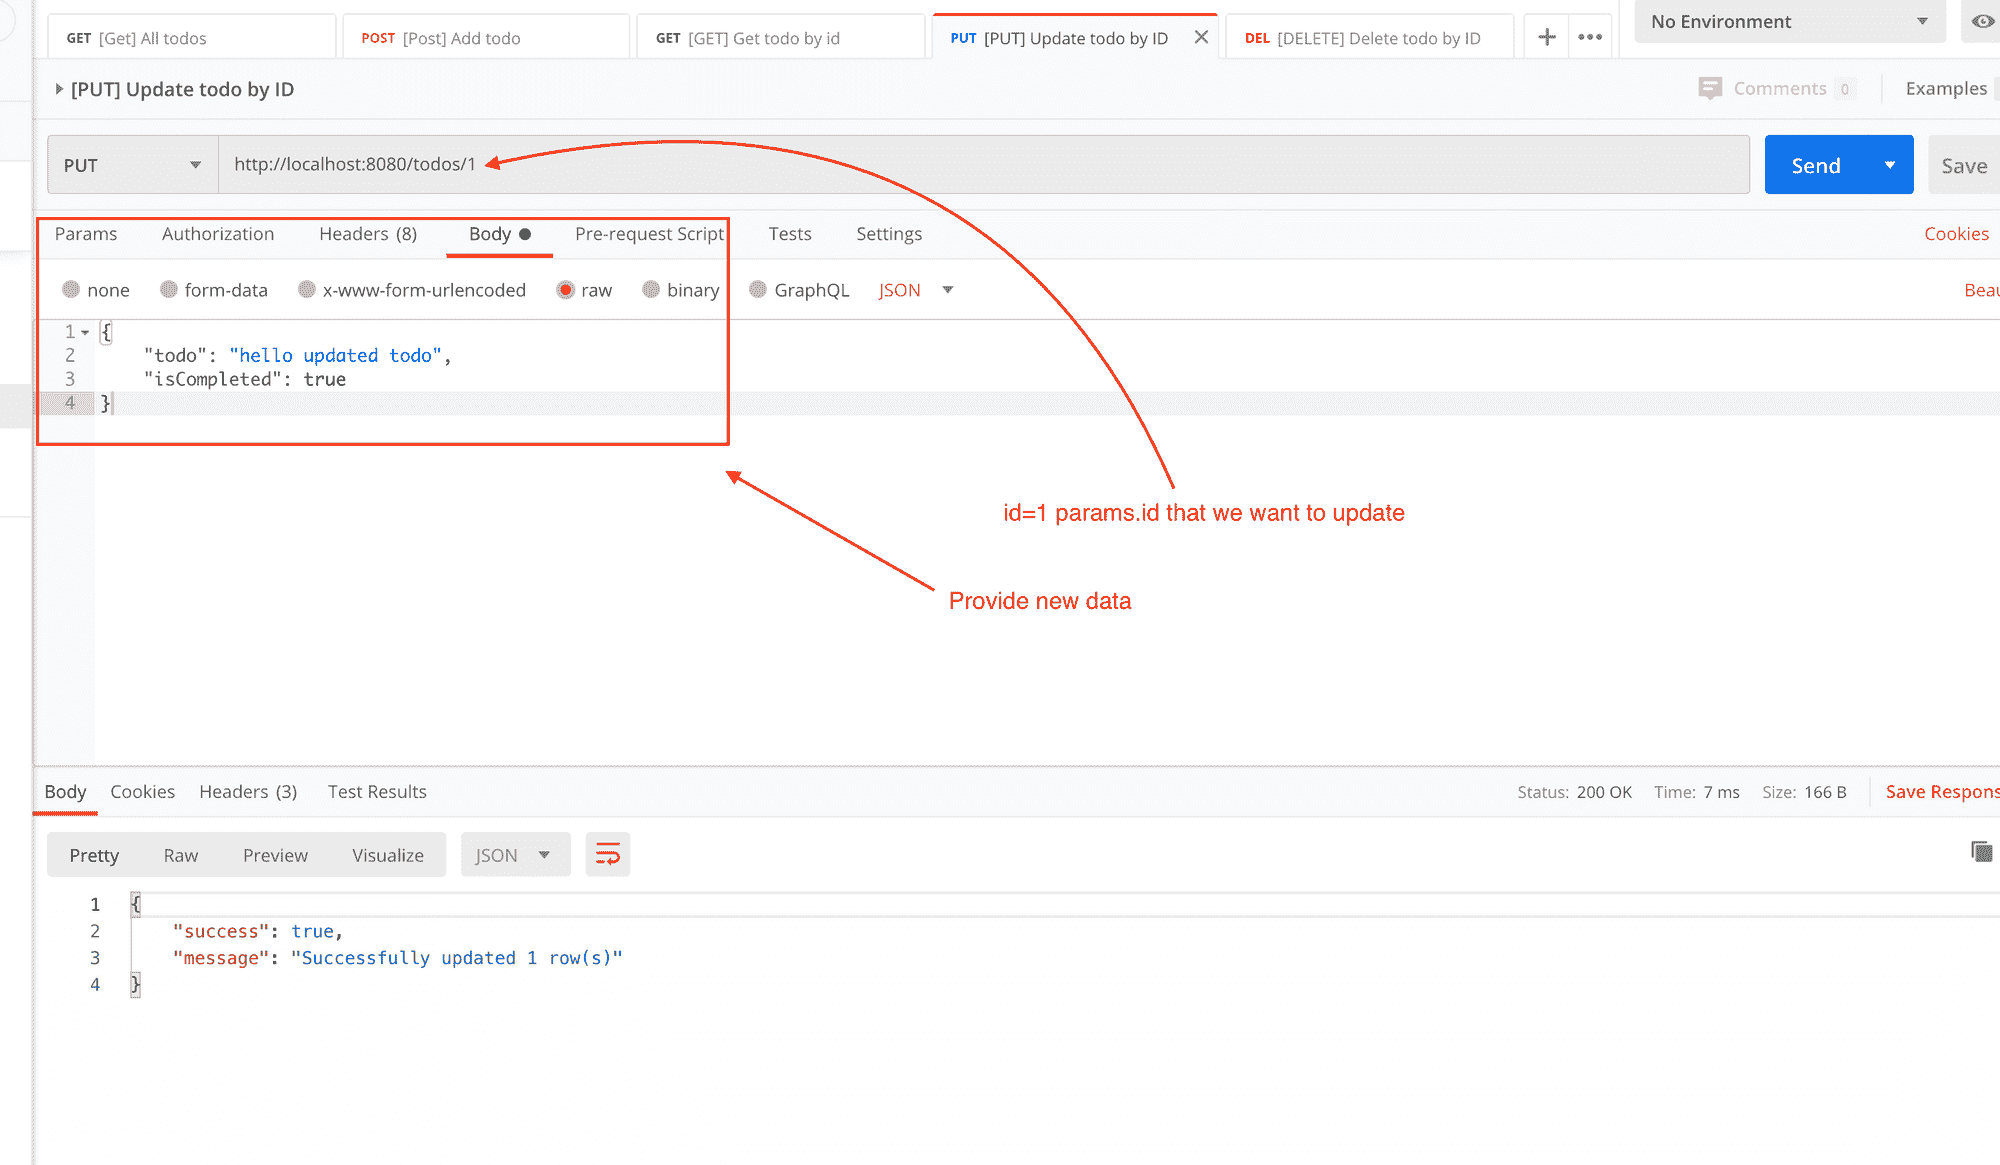 GET [Get] All todos
POST [Post] Add todo
GET [GET] Get todo by id
PUT [PUT] Update todo by ID
DEL [DELETE] Delete todo by ID
No Environment
[PUT] Update todo by ID
Comments 0
Examples
PUT
http://localhost:8080/todos/1
Send
Save
Params
Authorization
Headers (8)
Body
Pre-request Script
Tests
Settings
Cookies
none
form-data
x-www-form-urlencoded
raw
binary
GraphQL
JSON
Beau
1 {
2 "todo": "hello updated todo",
3 "isCompleted": true
4 }
id=1 params.id that we want to update
Provide new data
Body
Cookies
Headers (3)
Test Results
Status: 200 OK
Time: 7 ms
Size: 166 B
Save Respons
Pretty
Raw
Preview
Visualize
JSON
1 {
2 "success": true,
3 "message": "Successfully updated 1 row(s)"
4 }